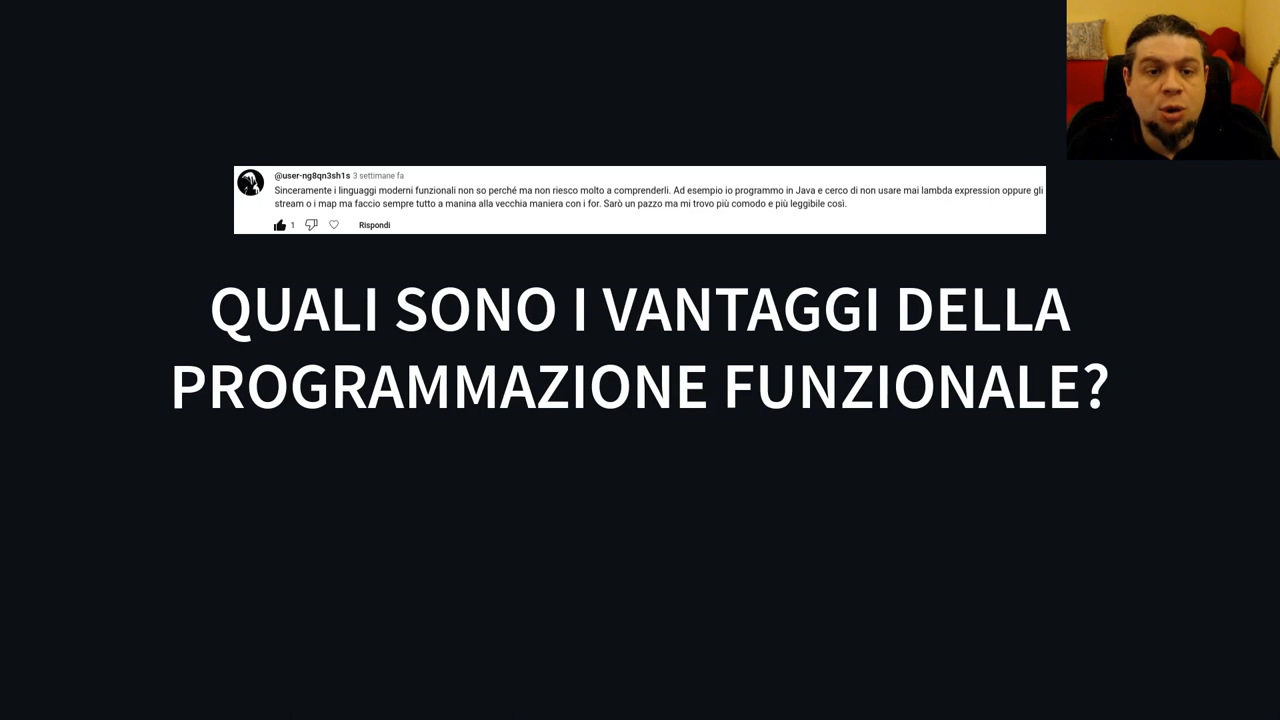 @user-ng8qn3sh1s 3 settimane fa
Sinceramente i linguaggi moderni funzionali non so perché ma non riesco molto a comprenderli. Ad esempio io programmo in Java e cerco di non usare mai lambda expression oppure gli
stream o i map ma faccio sempre tutto a manina alla vecchia maniera con i for. Sarò un pazzo ma mi trovo più comodo e più leggibile così.
1 Rispondi
QUALI SONO I VANTAGGI DELLA
PROGRAMMAZIONE FUNZIONALE?